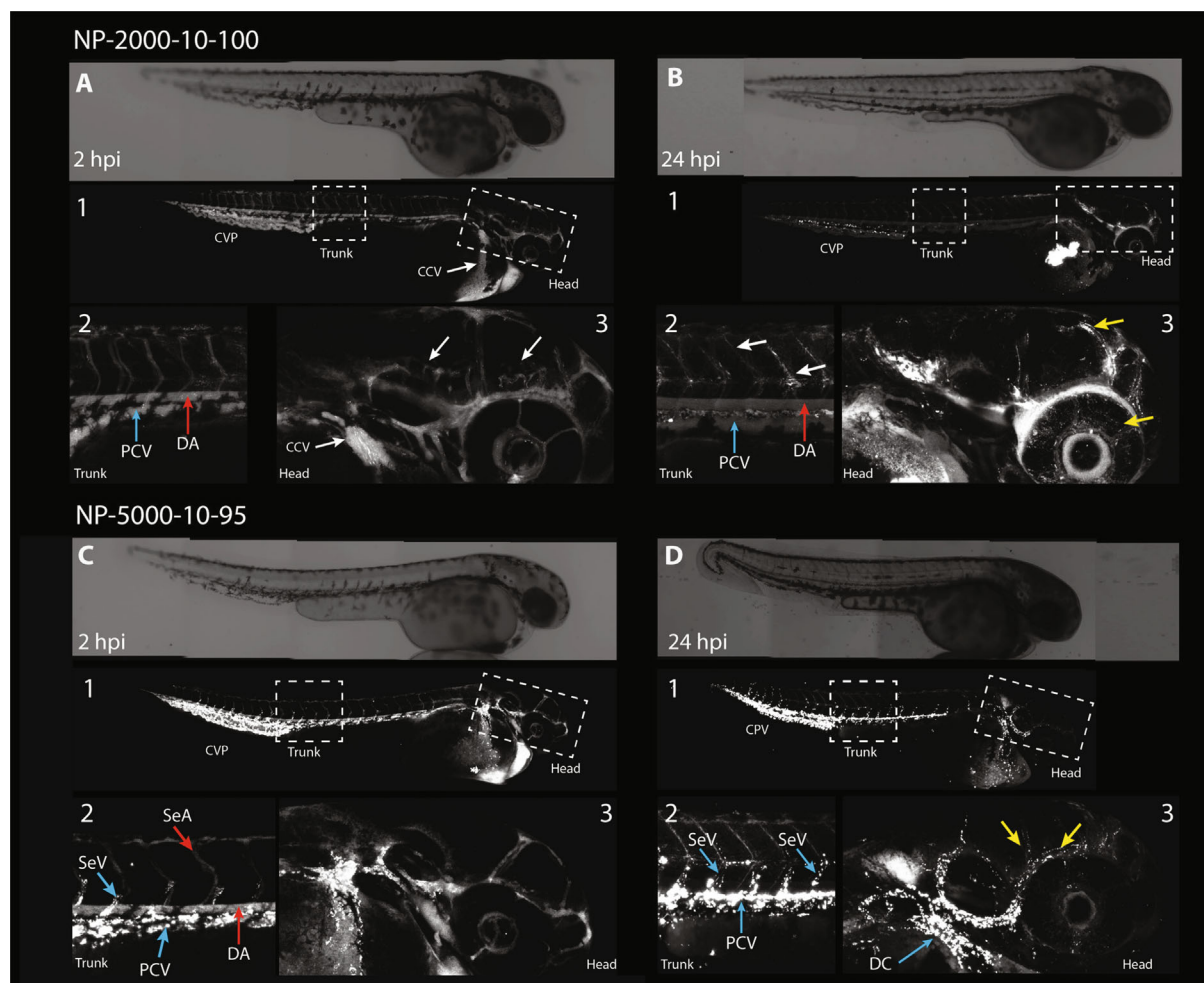 NP-2000-10-100
A
2 hpi
B
24 hpi
1
CVP
Trunk
CCV
Head
1
CVP
Trunk
Head
2
PCV
DA
Trunk
3
CCV
Head
2
PCV
DA
Trunk
3
Head
NP-5000-10-95
C
2 hpi
D
24 hpi
1
CVP
Trunk
Head
1
CPV
Trunk
Head
2
SeA
SeV
PCV
DA
Trunk
3
Head
2
SeV
SeV
PCV
Trunk
3
DC
Head